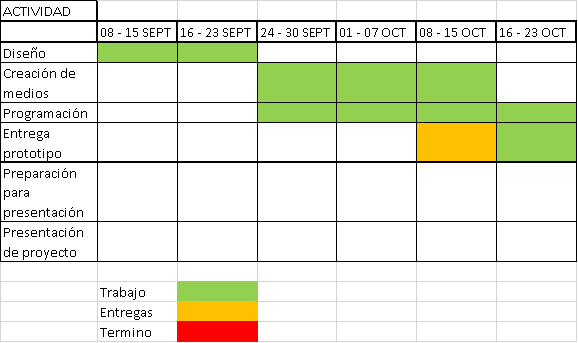 ACTIVIDAD
08 - 15 SEPT 16 - 23 SEPT 24 - 30 SEPT 01 - 07 OCT 08 - 15 OCT 16 - 23 OCT
Diseño
Creación de
medios
Programación
Entrega
prototipo
Preparación
para
presentación
Presentación
de proyecto
Trabajo
Entregas
Termino